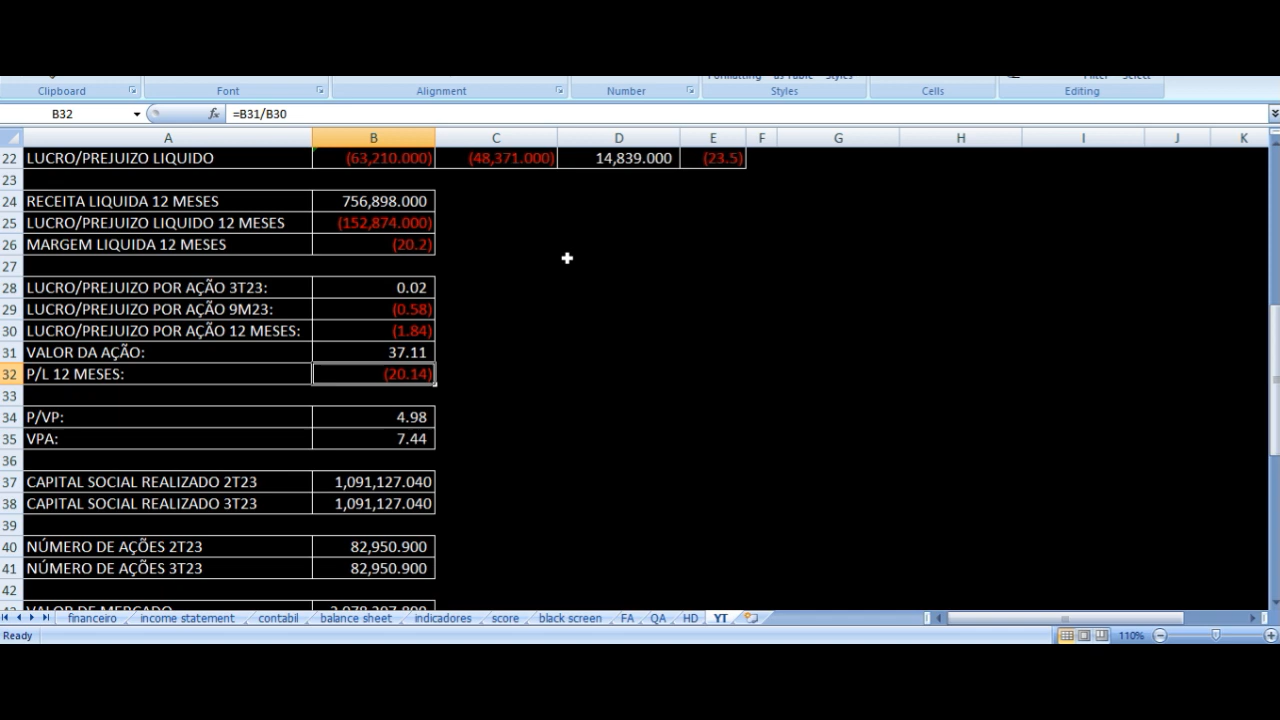 Clipboard Font Alignment Number Styles Cells Editing
B32 fx =B31/B30
A B C D E F G H I J K
22 LUCRO/PREJUIZO LIQUIDO (63,210.000) (48,371.000) 14,839.000 (23.5)
23
24 RECEITA LIQUIDA 12 MESES 756,898.000
25 LUCRO/PREJUIZO LIQUIDO 12 MESES (152,874.000)
26 MARGEM LIQUIDA 12 MESES (20.2)
27
28 LUCRO/PREJUIZO POR AÇÃO 3T23: 0.02
29 LUCRO/PREJUIZO POR AÇÃO 9M23: (0.58)
30 LUCRO/PREJUIZO POR AÇÃO 12 MESES: (1.84)
31 VALOR DA AÇÃO: 37.11
32 P/L 12 MESES: (20.14)
33
34 P/VP: 4.98
35 VPA: 7.44
36
37 CAPITAL SOCIAL REALIZADO 2T23 1,091,127.040
38 CAPITAL SOCIAL REALIZADO 3T23 1,091,127.040
39
40 NÚMERO DE AÇÕES 2T23 82,950.900
41 NÚMERO DE AÇÕES 3T23 82,950.900
42
VALOR DE MERCADO
financeiro income statement contabil balance sheet indicadores score black screen FA QA HD YT
Ready 110%